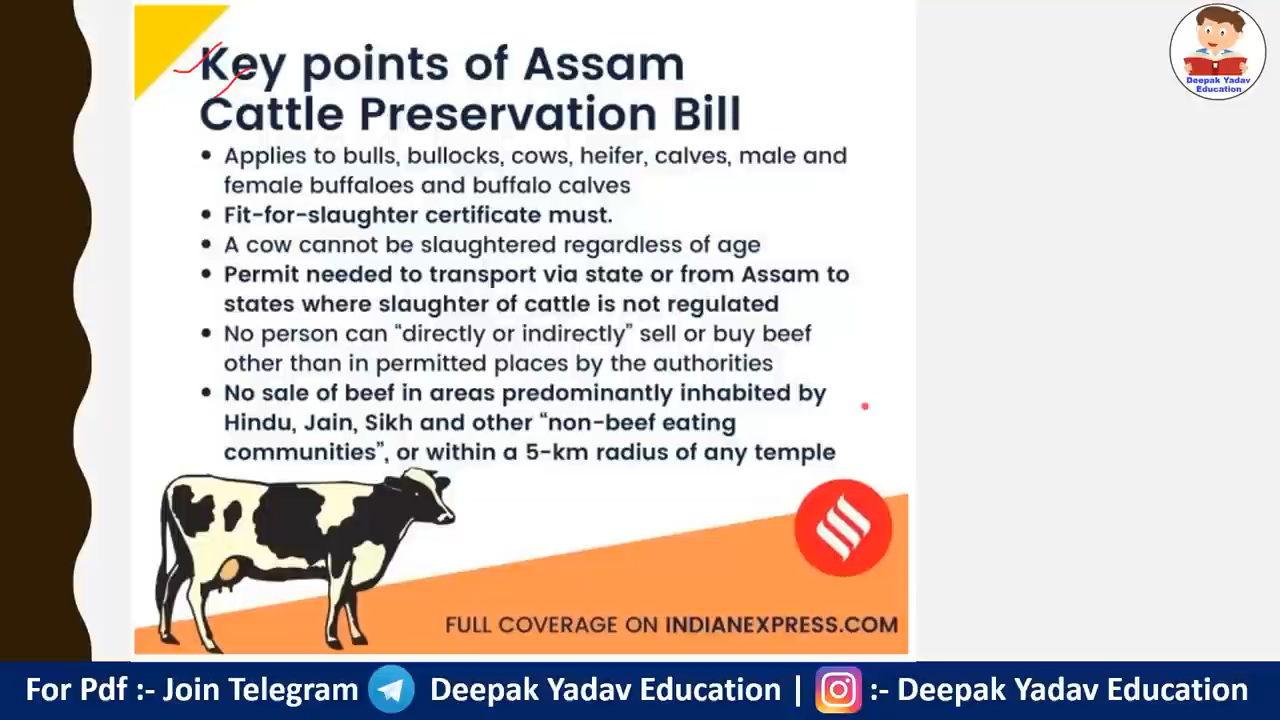 Key points of Assam
Cattle Preservation Bill
• Applies to bulls, bullocks, cows, heifer, calves, male and
female buffaloes and buffalo calves
• Fit-for-slaughter certificate must.
• A cow cannot be slaughtered regardless of age
• Permit needed to transport via state or from Assam to
states where slaughter of cattle is not regulated
• No person can “directly or indirectly” sell or buy beef
other than in permitted places by the authorities
• No sale of beef in areas predominantly inhabited by
Hindu, Jain, Sikh and other “non-beef eating
communities”, or within a 5-km radius of any temple
FULL COVERAGE ON INDIANEXPRESS.COM
Deepak Yadav
Education
For Pdf :- Join Telegram Deepak Yadav Education | :- Deepak Yadav Education